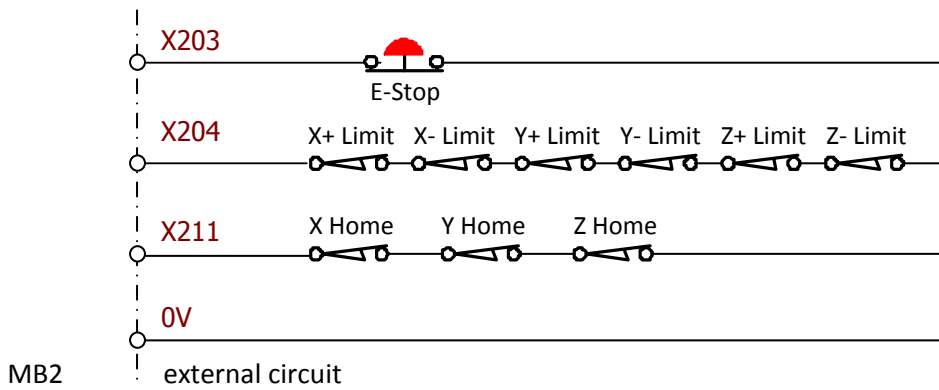 X203
E-Stop
X204
X+ Limit X- Limit Y+ Limit Y- Limit Z+ Limit Z- Limit
X211
X Home Y Home Z Home
0V
MB2 external circuit